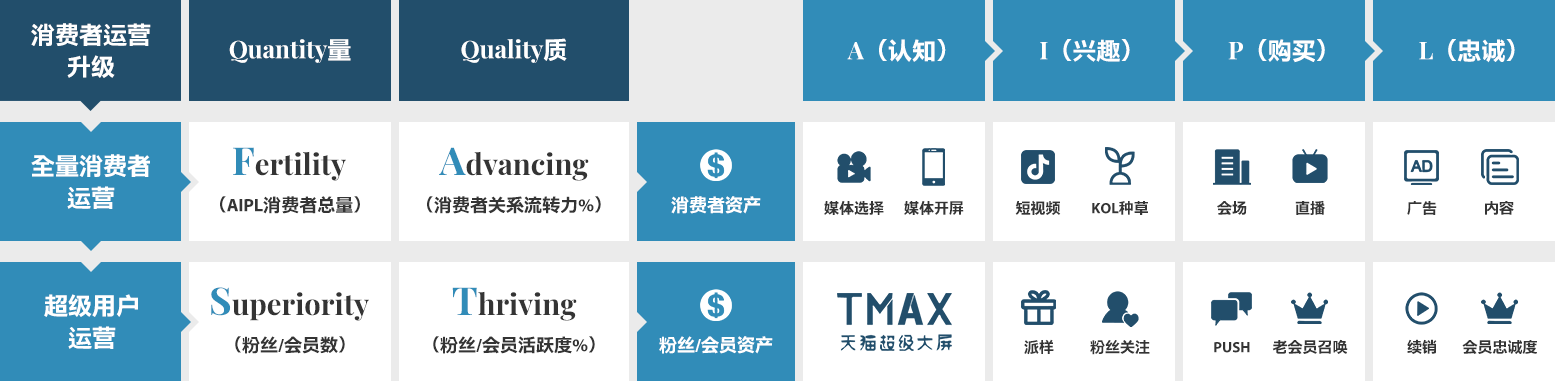 消费者运营
升级
Quantity量
Quality质
A（认知）
I（兴趣）
P（购买）
L（忠诚）
全量消费者
运营
Fertility
（AIPL消费者总量）
Advancing
（消费者关系流转力%）
$
消费者资产
媒体选择
媒体开屏
短视频
KOL种草
会场
直播
AD
广告
内容
超级用户
运营
Superiority
（粉丝/会员数）
Thriving
（粉丝/会员活跃度%）
$
粉丝/会员资产
TMAX
天猫超级大屏
派样
粉丝关注
PUSH
老会员召唤
续销
会员忠诚度